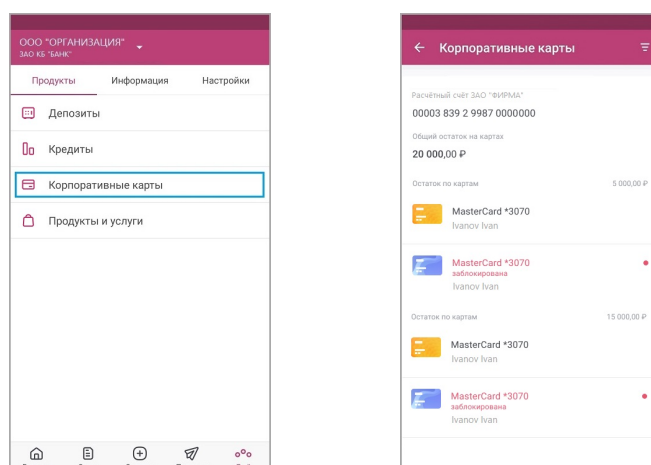 ООО "ОРГАНИЗАЦИЯ"
ЗАО КБ "БАНК"
Продукты
Информация
Настройки
Депозиты
Кредиты
Корпоративные карты
Продукты и услуги
Корпоративные карты
Расчётный счёт ЗАО "ФИРМА"
00003 839 2 9987 0000000
Общий остаток на картах
20 000,00 ₽
Остаток по картам 5 000,00 ₽
MasterCard *3070
Ivanov Ivan
MasterCard *3070
заблокирована
Ivanov Ivan
Остаток по картам 15 000,00 ₽
MasterCard *3070
Ivanov Ivan
MasterCard *3070
заблокирована
Ivanov Ivan